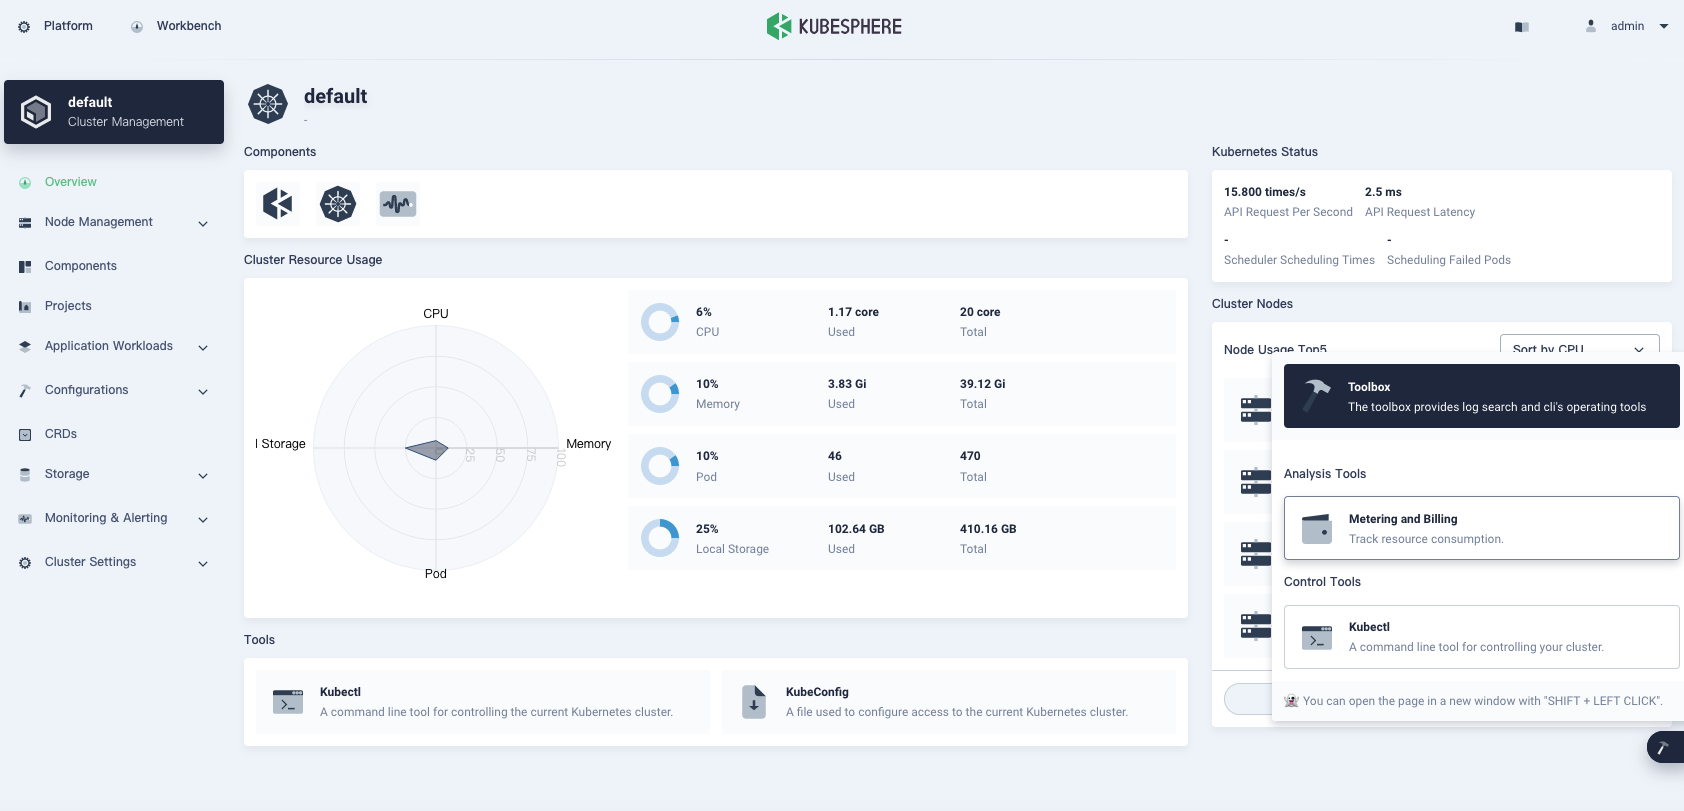 Platform
Workbench
KUBESPHERE
admin
default
Cluster Management
Overview
Node Management
Components
Projects
Application Workloads
Configurations
CRDs
Storage
Monitoring & Alerting
Cluster Settings
default
-
Components
Cluster Resource Usage
CPU
l Storage
Memory
25
50
75
100
Pod
6%
CPU
1.17 core
Used
20 core
Total
10%
Memory
3.83 Gi
Used
39.12 Gi
Total
10%
Pod
46
Used
470
Total
25%
Local Storage
102.64 GB
Used
410.16 GB
Total
Tools
Kubectl
A command line tool for controlling the current Kubernetes cluster.
KubeConfig
A file used to configure access to the current Kubernetes cluster.
Kubernetes Status
15.800 times/s
API Request Per Second
2.5 ms
API Request Latency
-
Scheduler Scheduling Times
-
Scheduling Failed Pods
Cluster Nodes
Node Usage Top5
Sort by CPU
Toolbox
The toolbox provides log search and cli's operating tools
Analysis Tools
Metering and Billing
Track resource consumption.
Control Tools
Kubectl
A command line tool for controlling your cluster.
You can open the page in a new window with "SHIFT + LEFT CLICK".